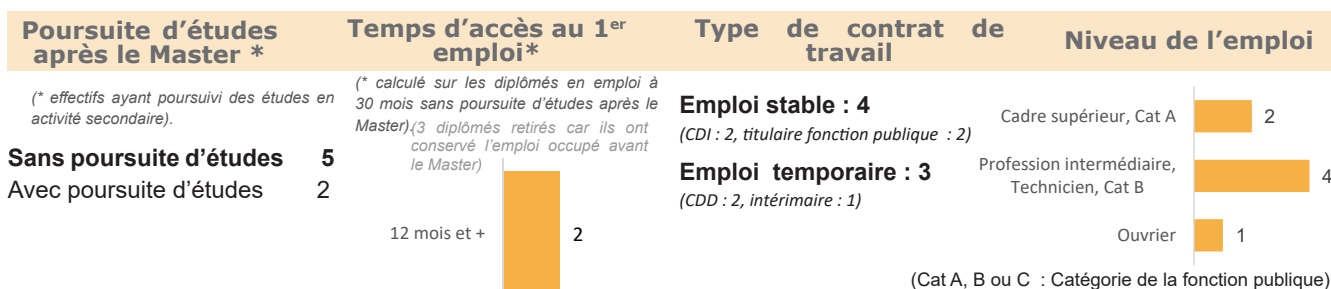 Poursuite d’études
après le Master *
(* effectifs ayant poursuivi des études en
activité secondaire).
Sans poursuite d’études 5
Avec poursuite d’études 2
Temps d’accès au 1er
emploi*
(* calculé sur les diplômés en emploi à
30 mois sans poursuite d’études après le
Master).(3 diplômés retirés car ils ont
conservé l’emploi occupé avant
le Master)
12 mois et + 2
Type de contrat de
travail
Emploi stable : 4
(CDI : 2, titulaire fonction publique : 2)
Emploi temporaire : 3
(CDD : 2, intérimaire : 1)
Niveau de l’emploi
Cadre supérieur, Cat A 2
Profession intermédiaire,
Technicien, Cat B 4
Ouvrier 1
(Cat A, B ou C : Catégorie de la fonction publique)